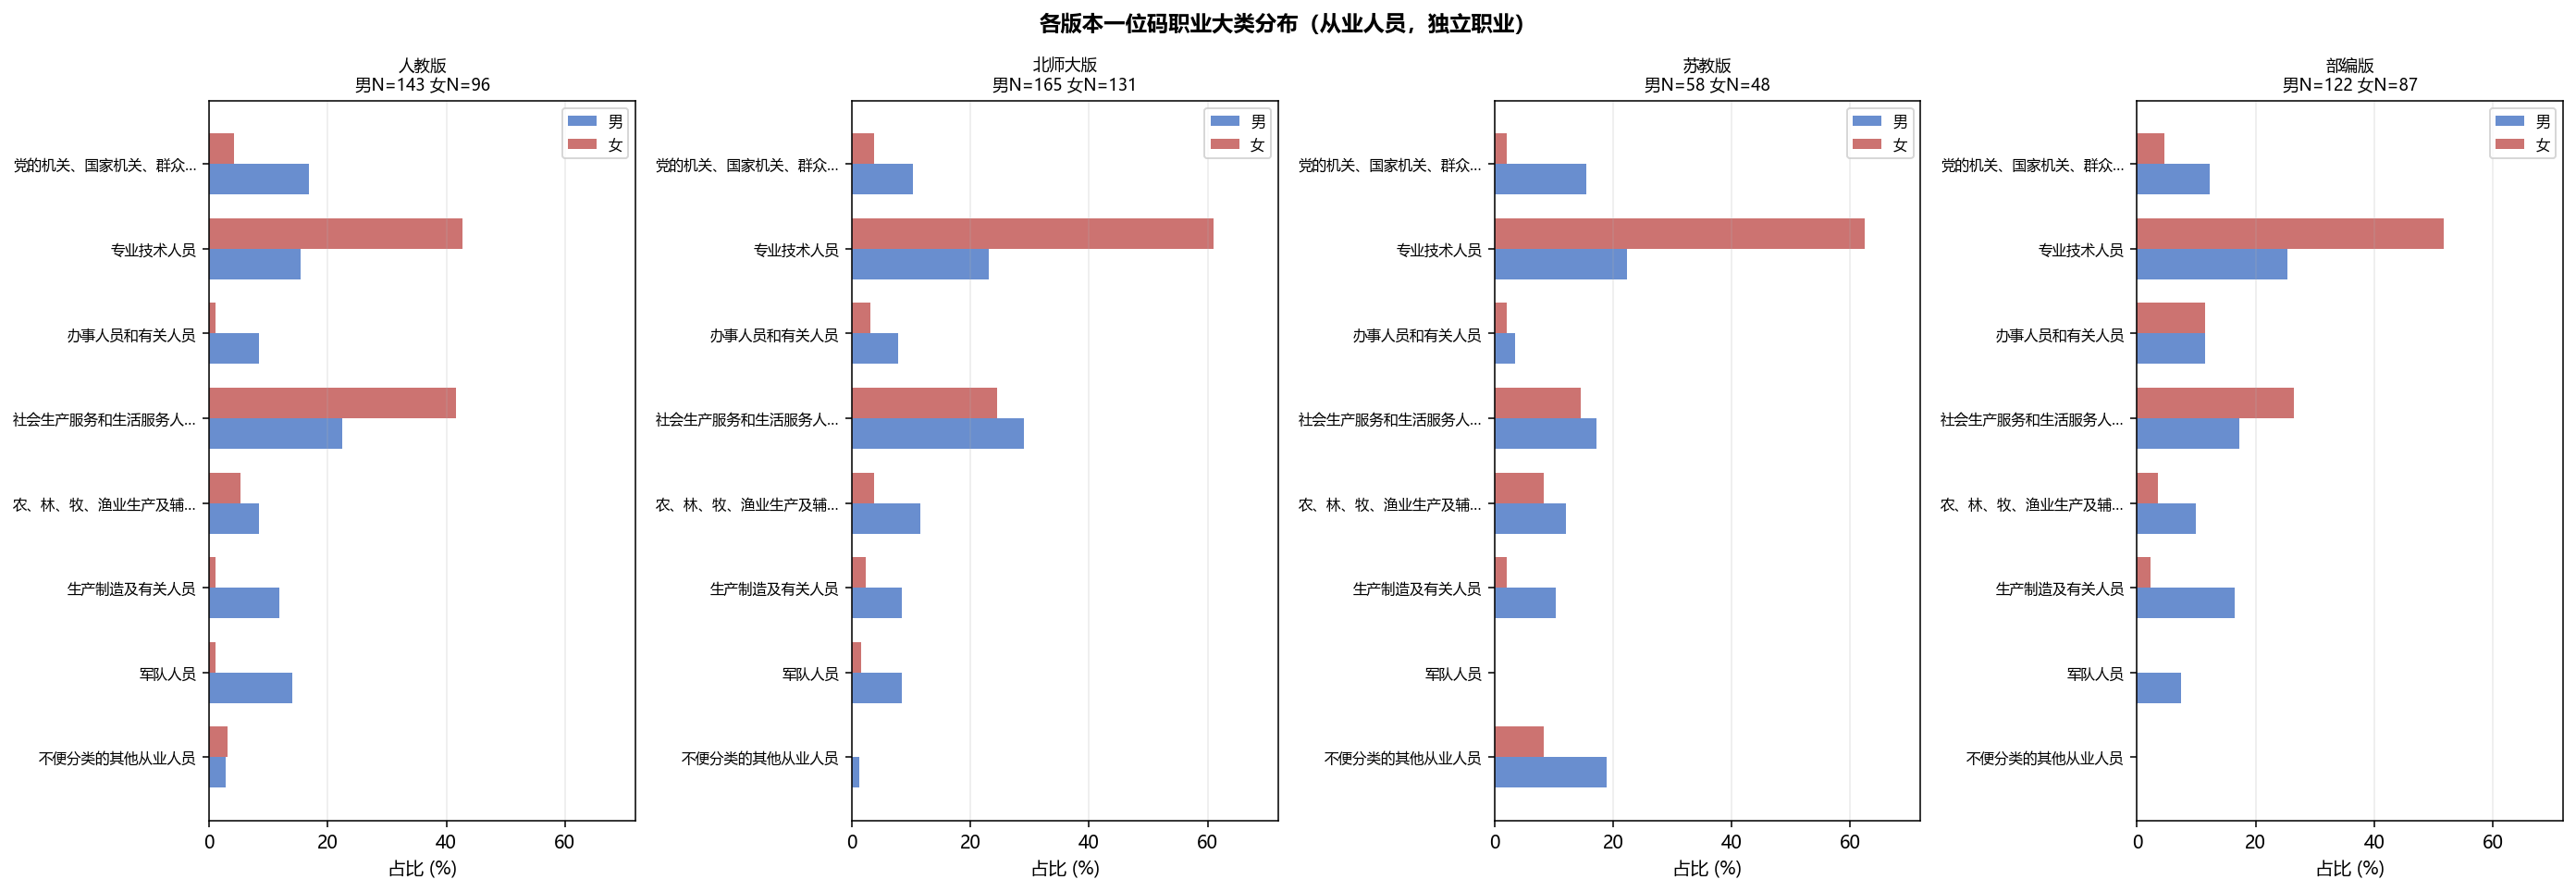 各版本一位码职业大类分布（从业人员，独立职业）
人教版
男N=143 女N=96
男
女
党的机关、国家机关、群众...
专业技术人员
办事人员和有关人员
社会生产服务和生活服务人...
农、林、牧、渔业生产及辅...
生产制造及有关人员
军队人员
不便分类的其他从业人员
0 20 40 60
占比 (%)
北师大版
男N=165 女N=131
男
女
党的机关、国家机关、群众...
专业技术人员
办事人员和有关人员
社会生产服务和生活服务人...
农、林、牧、渔业生产及辅...
生产制造及有关人员
军队人员
不便分类的其他从业人员
0 20 40 60
占比 (%)
苏教版
男N=58 女N=48
男
女
党的机关、国家机关、群众...
专业技术人员
办事人员和有关人员
社会生产服务和生活服务人...
农、林、牧、渔业生产及辅...
生产制造及有关人员
军队人员
不便分类的其他从业人员
0 20 40 60
占比 (%)
部编版
男N=122 女N=87
男
女
党的机关、国家机关、群众...
专业技术人员
办事人员和有关人员
社会生产服务和生活服务人...
农、林、牧、渔业生产及辅...
生产制造及有关人员
军队人员
不便分类的其他从业人员
0 20 40 60
占比 (%)